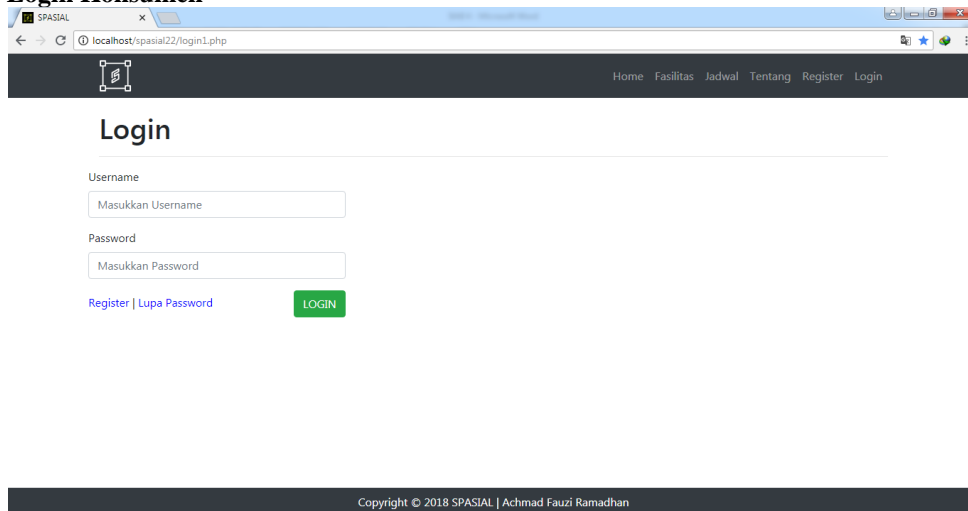 Login Konsumen
SPASIAL
localhost/spasial22/login1.php
Home Fasilitas Jadwal Tentang Register Login
Login
Username
Masukkan Username
Password
Masukkan Password
Register | Lupa Password LOGIN
Copyright © 2018 SPASIAL | Achmad Fauzi Ramadhan